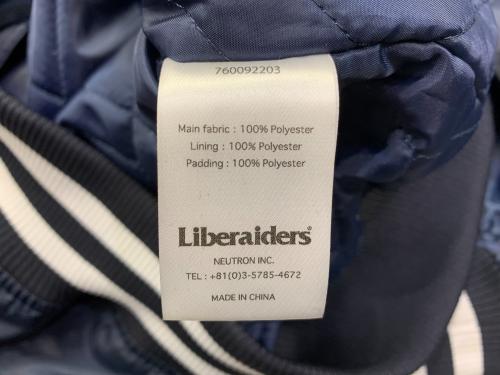 760092203
Main fabric : 100% Polyester
Lining : 100% Polyester
Padding : 100% Polyester
Liberaiders®
NEUTRON INC.
TEL : +81(0)3-5785-4672
MADE IN CHINA